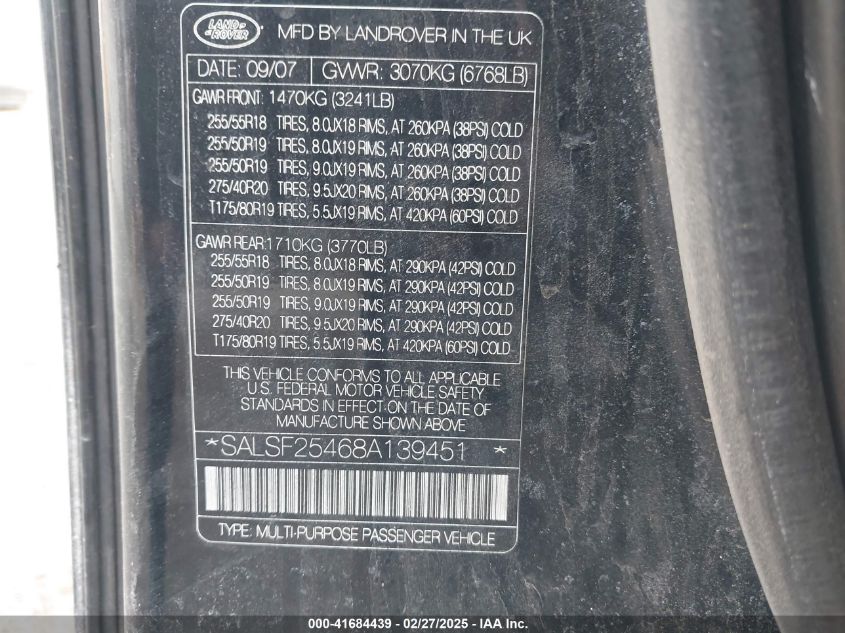 LAND-
ROVER
MFD BY LANDROVER IN THE UK
DATE: 09/07 GVWR: 3070KG (6768LB)
GAWR FRONT: 1470KG (3241LB)
255/55R18 TIRES, 8.0JX18 RIMS, AT 260KPA (38PSI) COLD
255/50R19 TIRES, 8.0JX19 RIMS, AT 260KPA (38PSI) COLD
255/50R19 TIRES, 9.0JX19 RIMS, AT 260KPA (38PSI) COLD
275/40R20 TIRES, 9.5JX20 RIMS, AT 260KPA (38PSI) COLD
T175/80R19 TIRES, 5.5JX19 RIMS, AT 420KPA (60PSI) COLD
GAWR REAR: 1710KG (3770LB)
255/55R18 TIRES, 8.0JX18 RIMS, AT 290KPA (42PSI) COLD
255/50R19 TIRES, 8.0JX19 RIMS, AT 290KPA (42PSI) COLD
255/50R19 TIRES, 9.0JX19 RIMS, AT 290KPA (42PSI) COLD
275/40R20 TIRES, 9.5JX20 RIMS, AT 290KPA (42PSI) COLD
T175/80R19 TIRES, 5.5JX19 RIMS, AT 420KPA (60PSI) COLD
THIS VEHICLE CONFORMS TO ALL APPLICABLE
U.S. FEDERAL MOTOR VEHICLE SAFETY
STANDARDS IN EFFECT ON THE DATE OF
MANUFACTURE SHOWN ABOVE
*SALSF25468A139451 *
TYPE: MULTI-PURPOSE PASSENGER VEHICLE
000-41684439 - 02/27/2025 - IAA Inc.